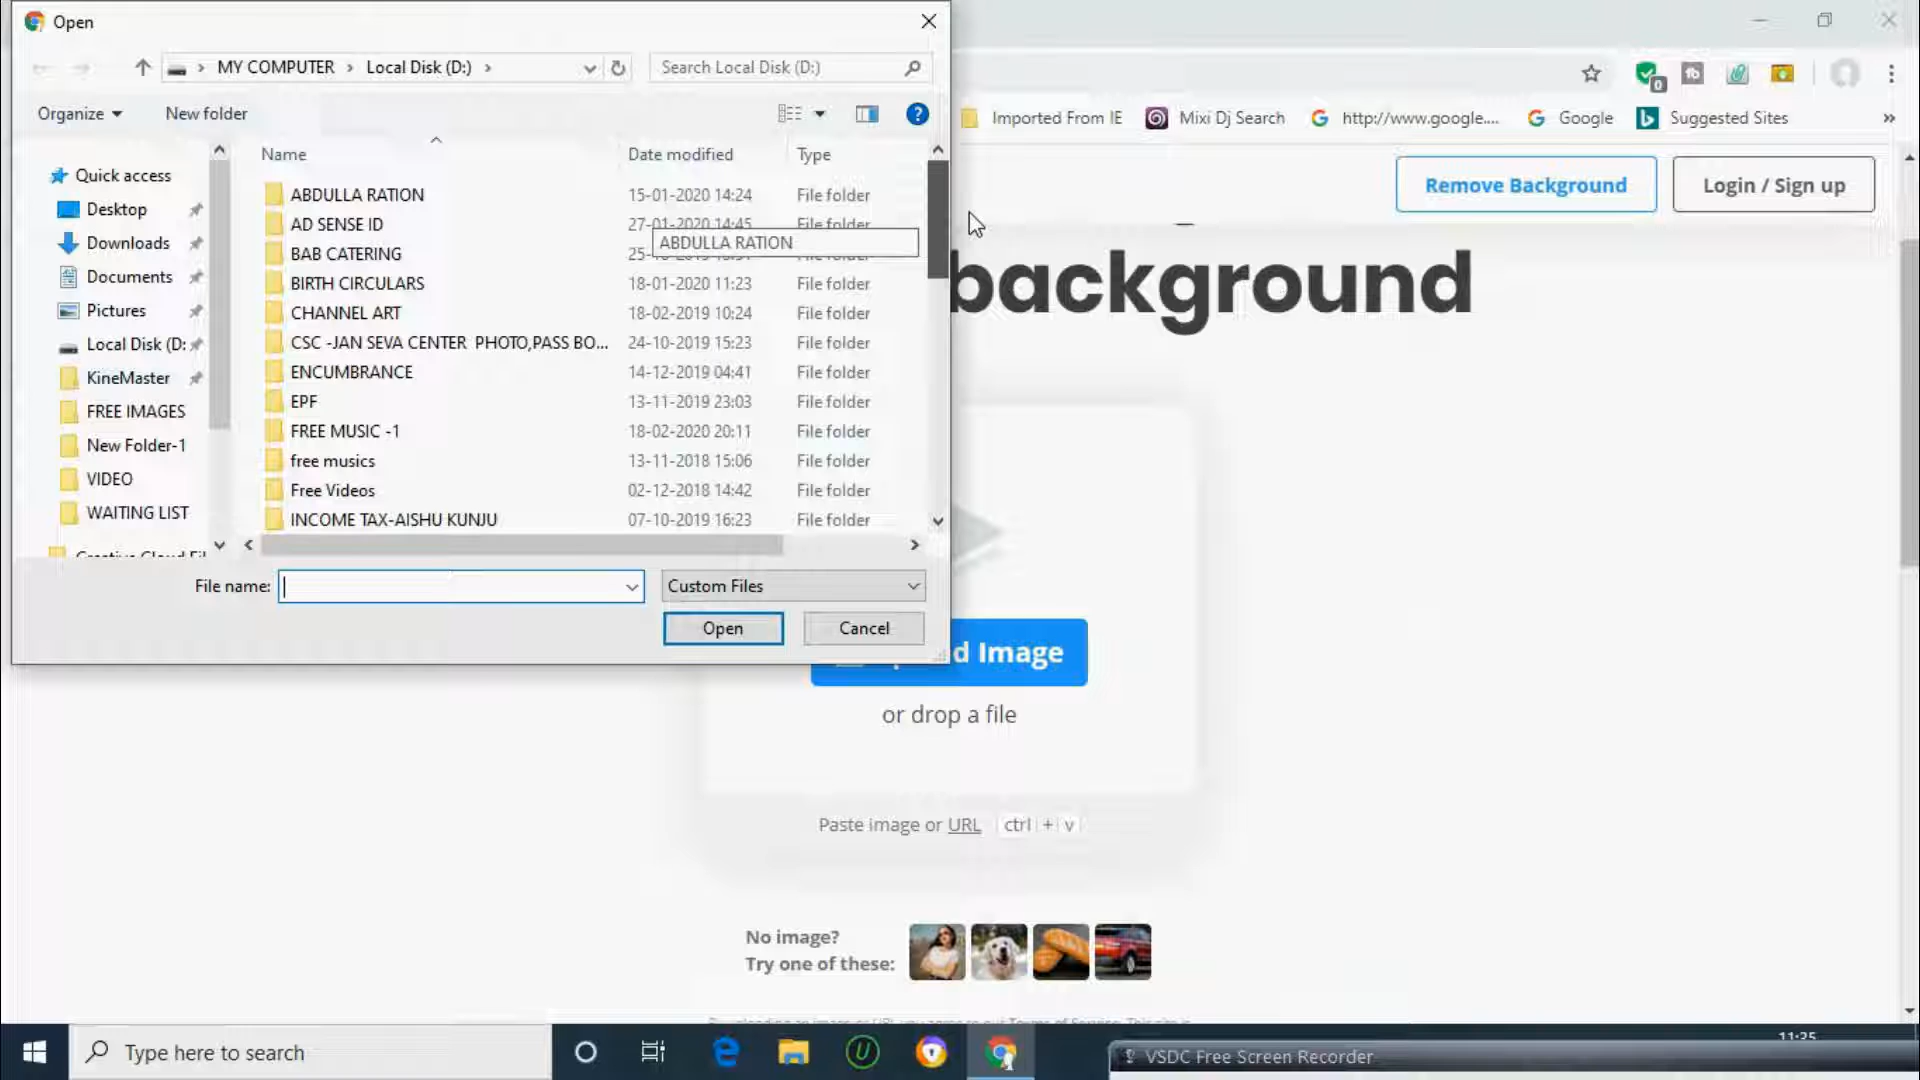 Open
MY COMPUTER > Local Disk (D:) >
Search Local Disk (D:)
Organize
New folder
Imported From IE
Mixi Dj Search
http://www.google....
Google
Suggested Sites
»
Name
Date modified
Type
Quick access
Desktop
Downloads
Documents
Pictures
Local Disk (D:
KineMaster
FREE IMAGES
New Folder-1
VIDEO
WAITING LIST
ABDULLA RATION 15-01-2020 14:24 File folder
AD SENSE ID 27-01-2020 14:45 File folder
ABDULLA RATION
BAB CATERING
BIRTH CIRCULARS 18-01-2020 11:23 File folder
CHANNEL ART 18-02-2019 10:24 File folder
CSC -JAN SEVA CENTER PHOTO,PASS BO... 24-10-2019 15:23 File folder
ENCUMBRANCE 14-12-2019 04:41 File folder
EPF 13-11-2019 23:03 File folder
FREE MUSIC -1 18-02-2020 20:11 File folder
free musics 13-11-2018 15:06 File folder
Free Videos 02-12-2018 14:42 File folder
INCOME TAX-AISHU KUNJU 07-10-2019 16:23 File folder
File name:
Custom Files
Open
Cancel
Remove Background
Login / Sign up
background
d Image
or drop a file
Paste image or URL ctrl + v
No image?
Try one of these:
Type here to search
VSDC Free Screen Recorder
11:25